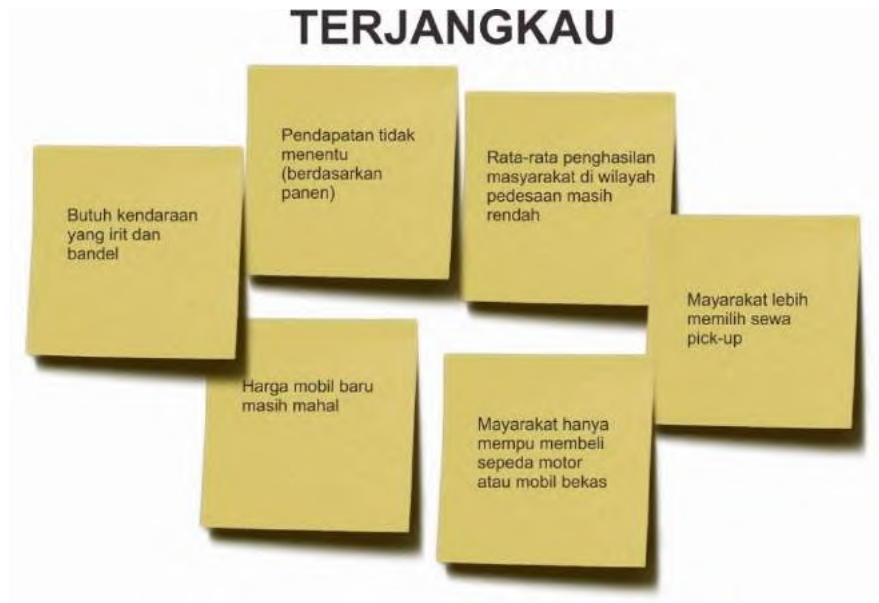 TERJANGKAU
Butuh kendaraan
yang irit dan
bandel
Pendapatan tidak
menentu
(berdasarkan
panen)
Rata-rata penghasilan
masyarakat di wilayah
pedesaan masih
rendah
Mayarakat lebih
memilih sewa
pick-up
Harga mobil baru
masih mahal
Mayarakat hanya
mempu membeli
sepeda motor
atau mobil bekas